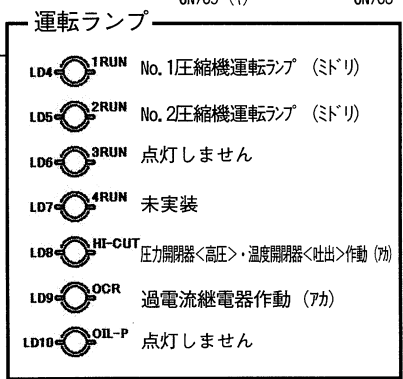 運転ランプ
LD4 1RUN No.1圧縮機運転ﾗﾝﾌﾟ (ﾐﾄﾞﾘ)
LD5 2RUN No.2圧縮機運転ﾗﾝﾌﾟ (ﾐﾄﾞﾘ)
LD6 3RUN 点灯しません
LD7 4RUN 未実装
LD8 HI-CUT 圧力開閉器<高圧>・温度開閉器<吐出>作動 (ｱｶ)
LD9 OCR 過電流継電器作動 (ｱｶ)
LD10 OIL-P 点灯しません